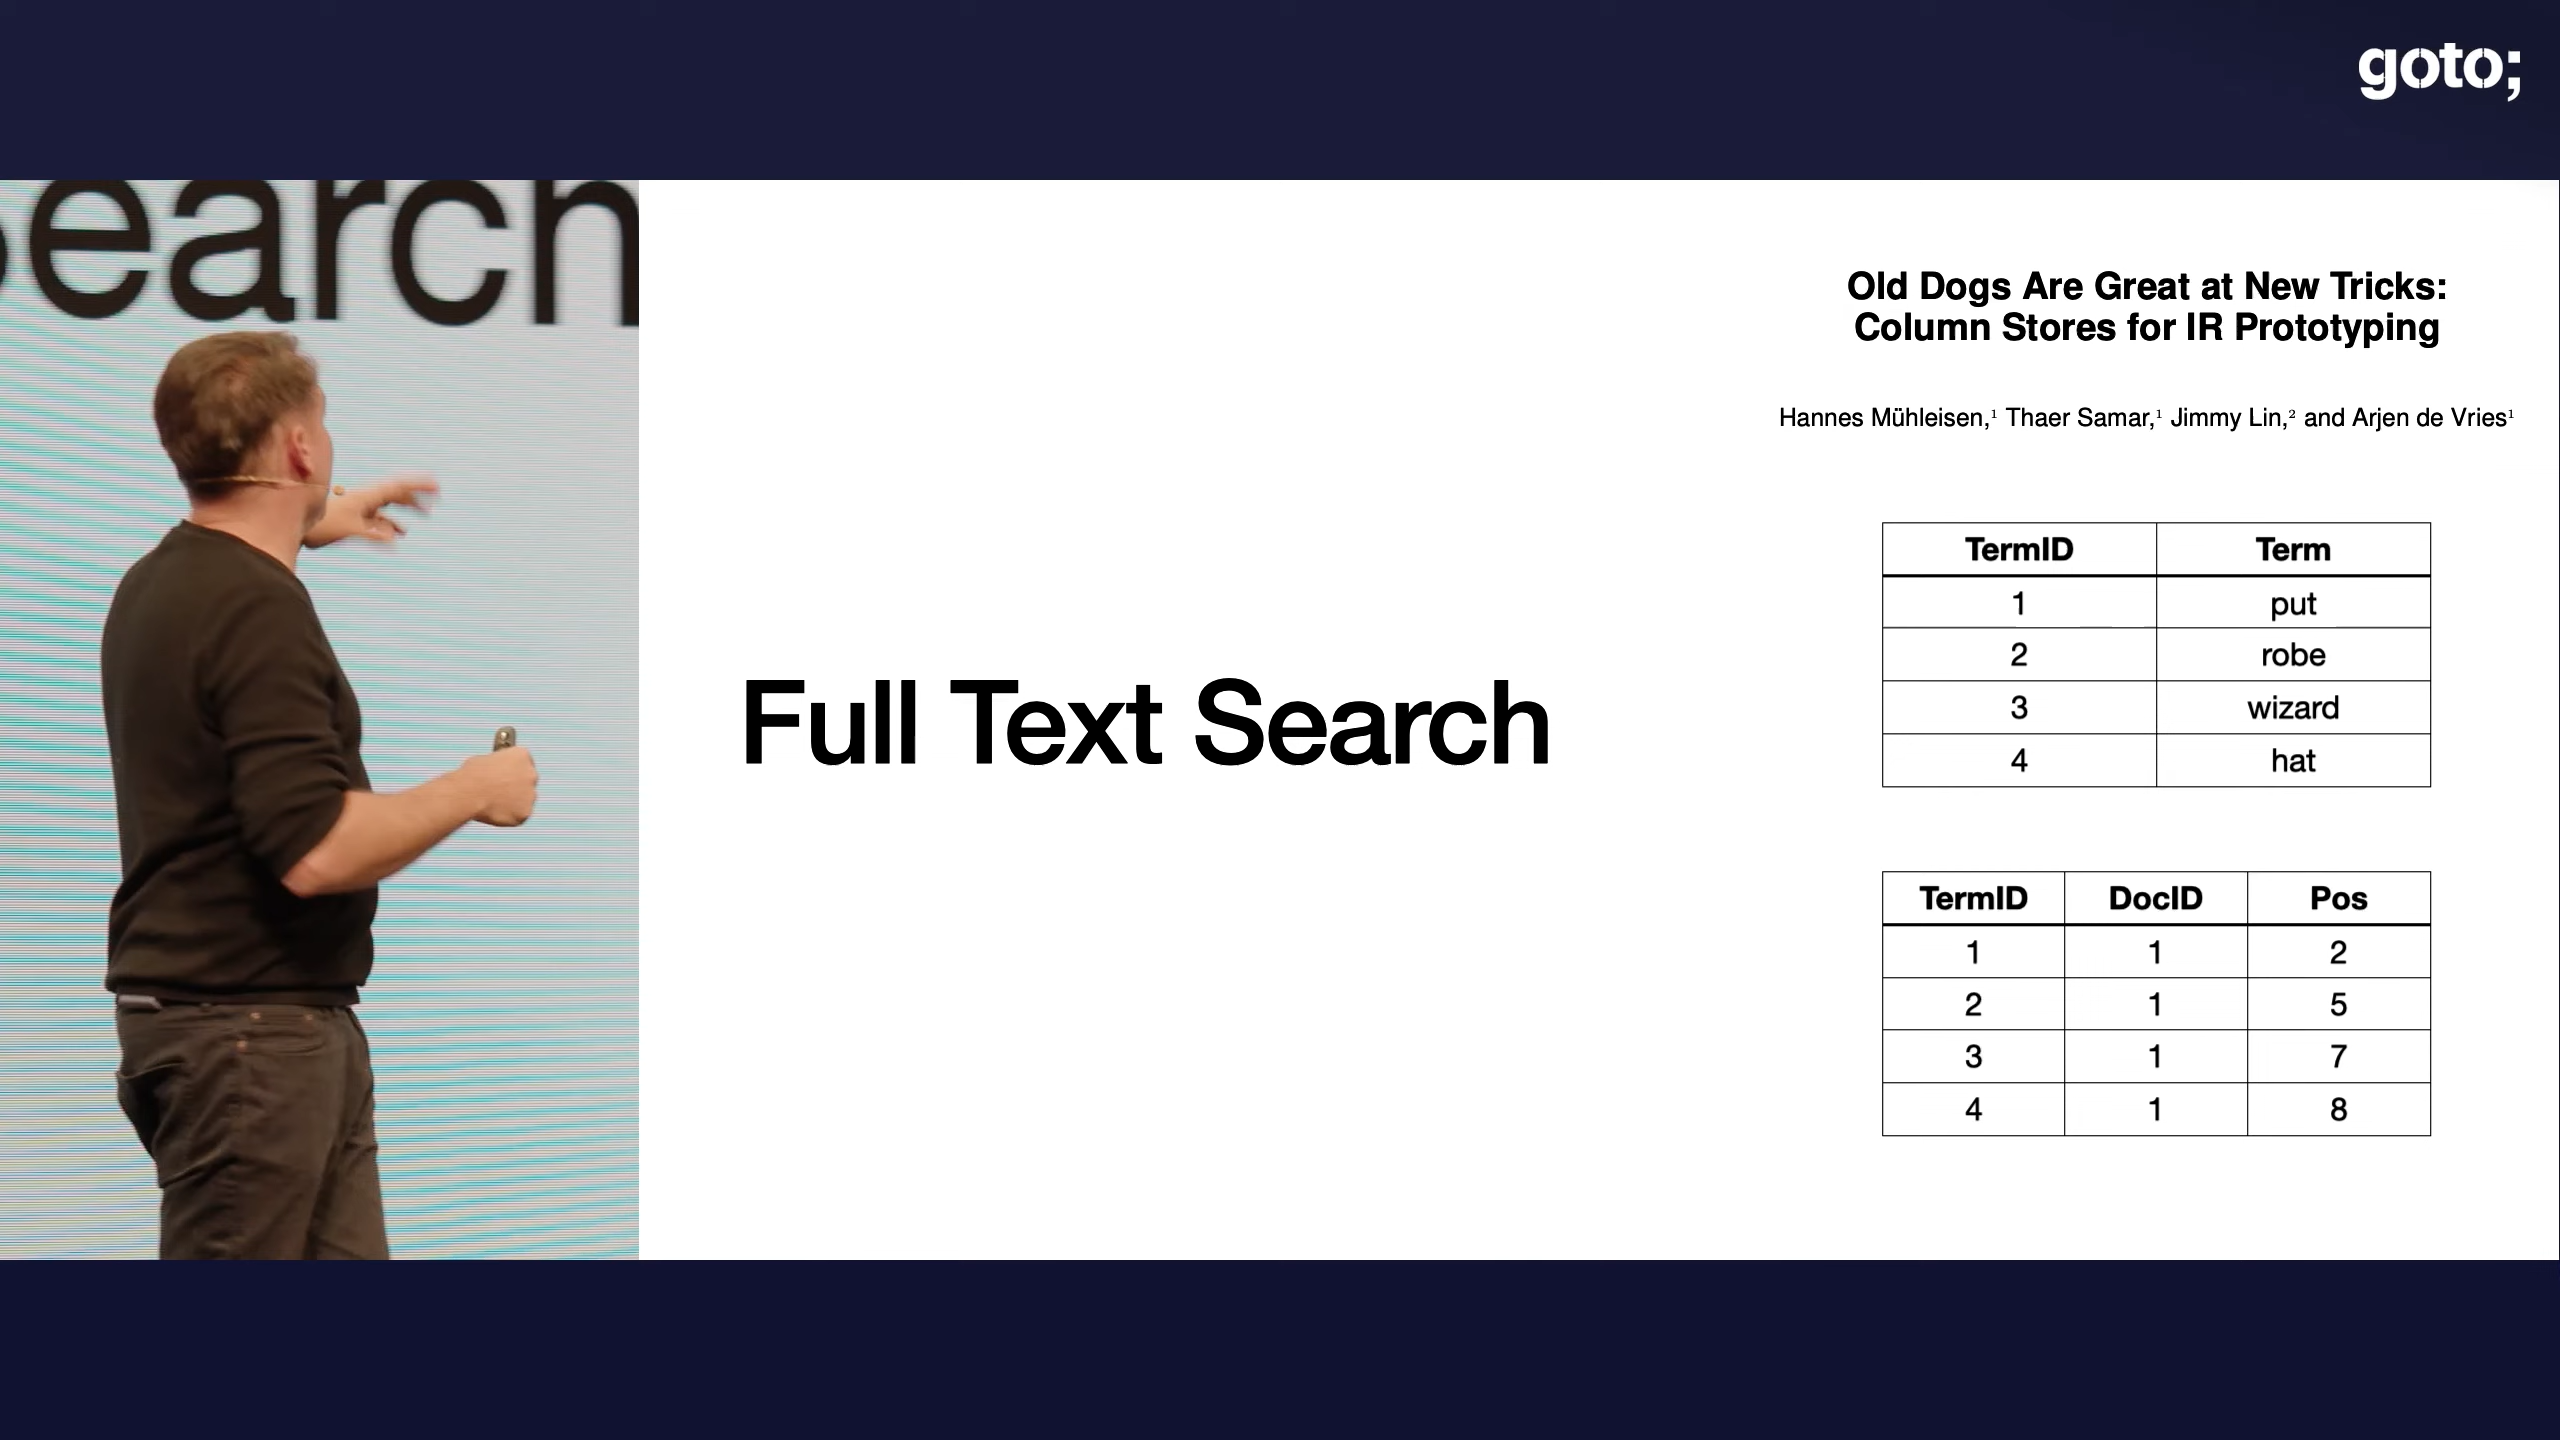 goto;
earch
Full Text Search
Old Dogs Are Great at New Tricks:
Column Stores for IR Prototyping
Hannes Mühleisen,¹ Thaer Samar,¹ Jimmy Lin,² and Arjen de Vries¹
TermID Term
1 put
2 robe
3 wizard
4 hat
TermID DocID Pos
1 1 2
2 1 5
3 1 7
4 1 8